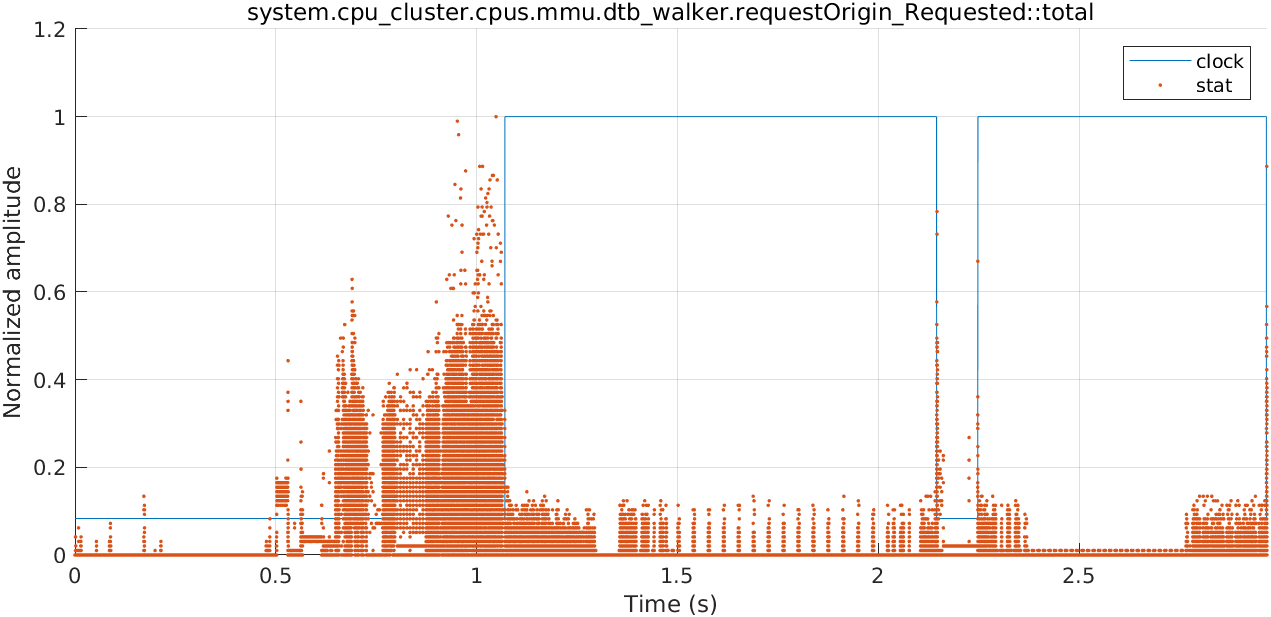 system.cpu_cluster.cpus.mmu.dtb_walker.requestOrigin_Requested::total
1.2
1
0.8
0.6
0.4
0.2
0
Normalized amplitude
clock
stat
0 0.5 1 1.5 2 2.5
Time (s)